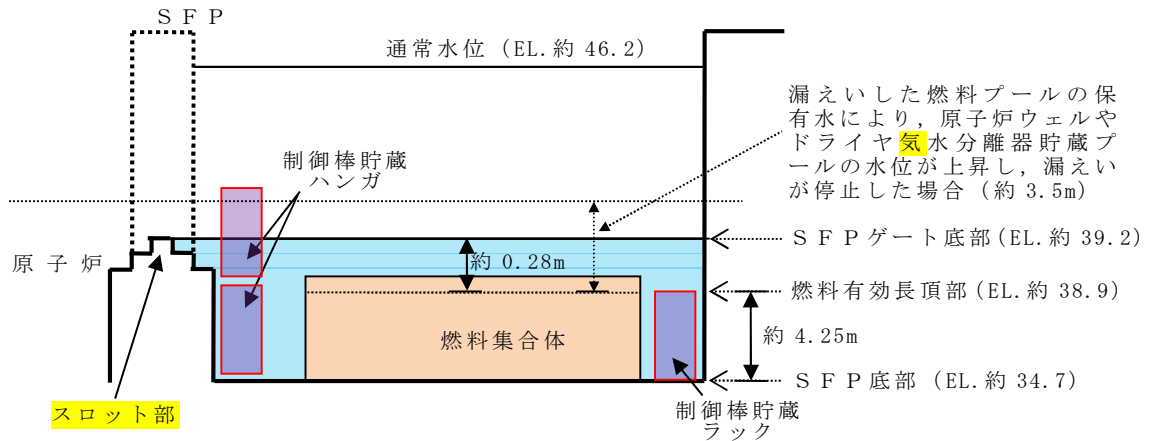 ＳＦＰ
通常水位（EL.約 46.2）
漏えいした燃料プールの保
有水により，原子炉ウェルや
ドライヤ気水分離器貯蔵プ
ールの水位が上昇し，漏えい
が停止した場合（約 3.5m）
制御棒貯蔵
ハンガ
ＳＦＰゲート底部(EL.約 39.2)
原子炉
約 0.28m
燃料有効長頂部(EL.約 38.9)
燃料集合体
約 4.25m
ＳＦＰ底部（EL.約 34.7)
スロット部
制御棒貯蔵
ラック